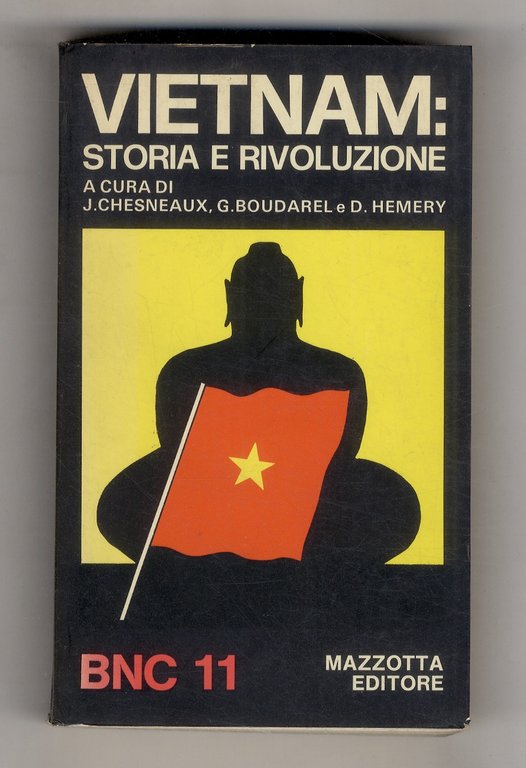 VIETNAM:
STORIA E RIVOLUZIONE
A CURA DI
J.CHESNEAUX, G.BOUDAREL e D. HEMERY
BNC 11
MAZZOTTA
EDITORE